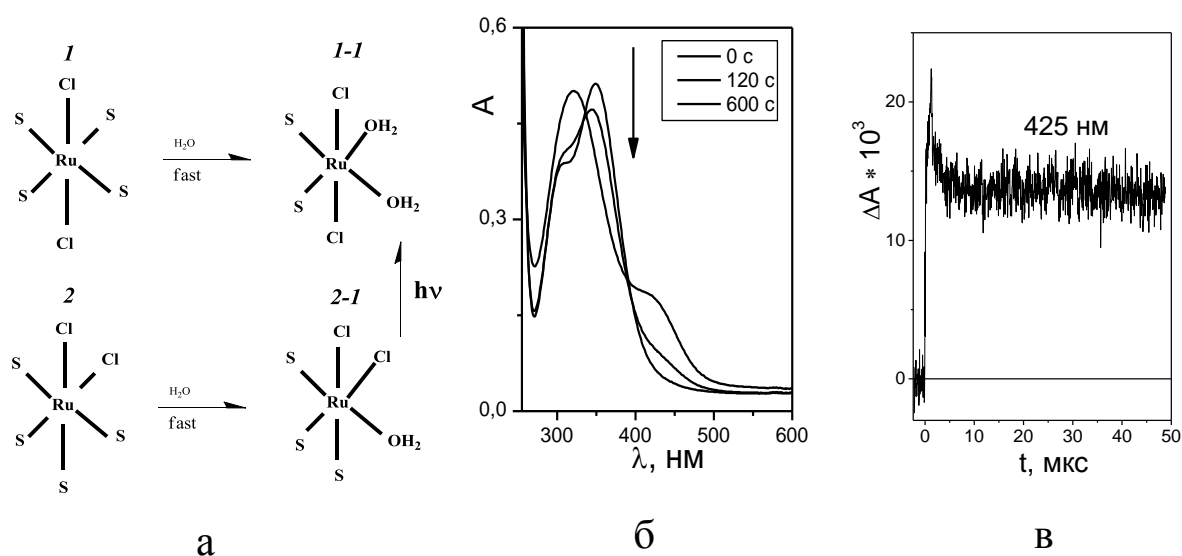 1
Cl
S
S
Ru
S
S
Cl
H₂O
fast
1-1
Cl
S
OH₂
Ru
S
OH₂
Cl
hν
2
Cl
S
Cl
Ru
S
S
S
H₂O
fast
2-1
Cl
S
Cl
Ru
S
OH₂
S
а
0,6
0,3
0,0
A
0 с
120 с
600 с
300 400 500 600
λ, нм
б
20
10
0
ΔA * 10³
425 нм
0 10 20 30 40 50
t, мкс
в